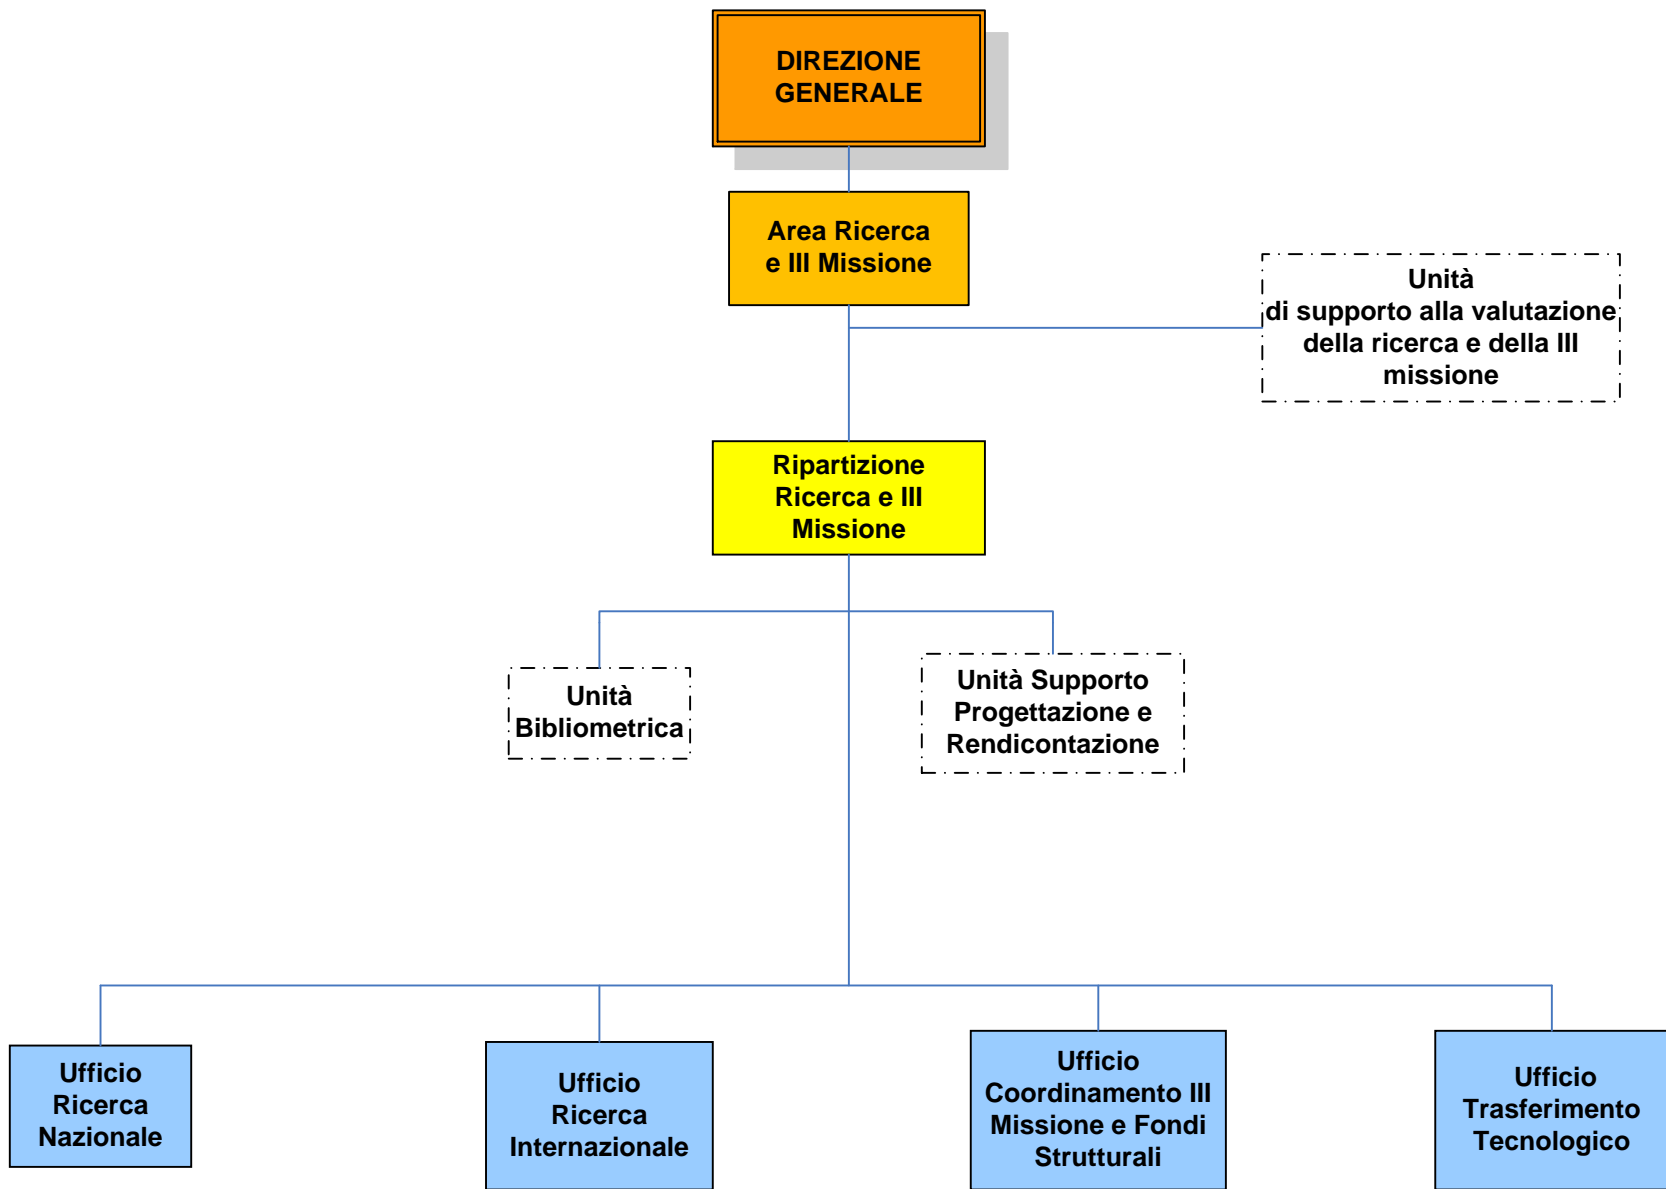 DIREZIONE
GENERALE
Area Ricerca
e III Missione
Unità
di supporto alla valutazione
della ricerca e della III
missione
Ripartizione
Ricerca e III
Missione
Unità
Bibliometrica
Unità Supporto
Progettazione e
Rendicontazione
Ufficio
Ricerca
Nazionale
Ufficio
Ricerca
Internazionale
Ufficio
Coordinamento III
Missione e Fondi
Strutturali
Ufficio
Trasferimento
Tecnologico